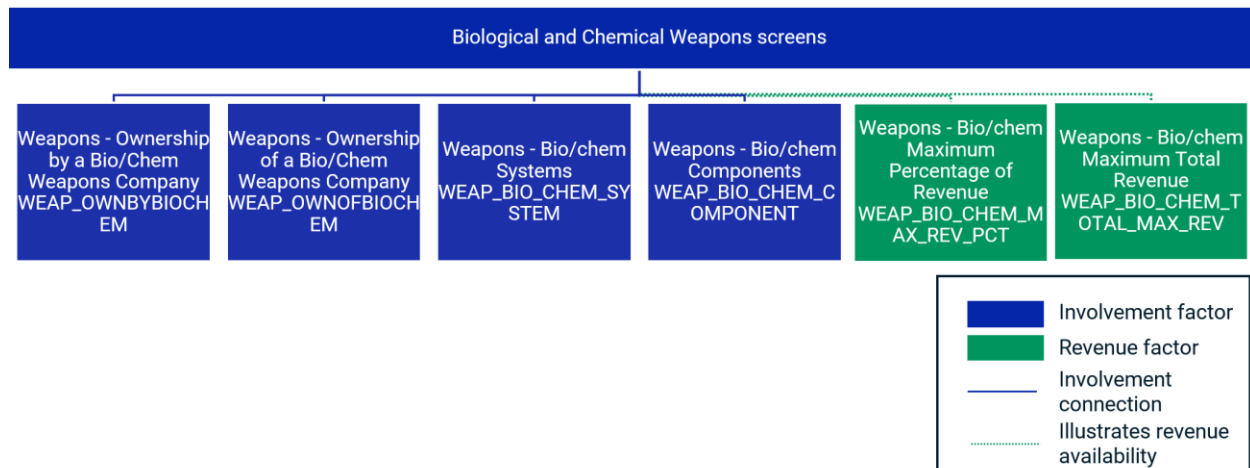 Biological and Chemical Weapons screens
Weapons - Ownership
by a Bio/Chem
Weapons Company
WEAP_OWNBYBIOCH
EM
Weapons - Ownership
of a Bio/Chem
Weapons Company
WEAP_OWNOFBIOCH
EM
Weapons - Bio/chem
Systems
WEAP_BIO_CHEM_SY
STEM
Weapons - Bio/chem
Components
WEAP_BIO_CHEM_C
OMPONENT
Weapons - Bio/chem
Maximum
Percentage of
Revenue
WEAP_BIO_CHEM_M
AX_REV_PCT
Weapons - Bio/chem
Maximum Total
Revenue
WEAP_BIO_CHEM_T
OTAL_MAX_REV
Involvement factor
Revenue factor
Involvement
connection
Illustrates revenue
availability